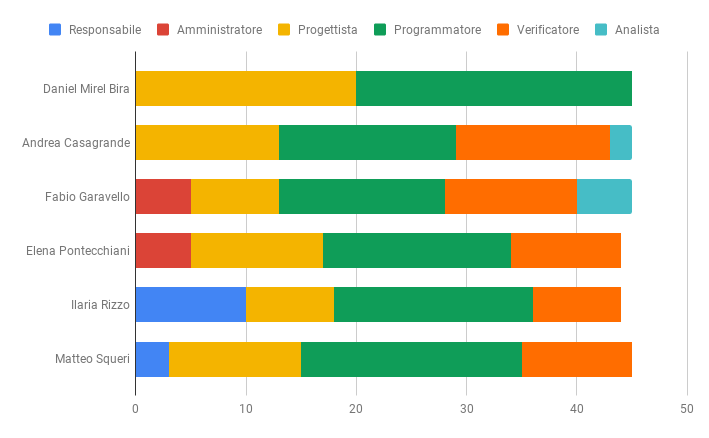 Responsabile Amministratore Progettista Programmatore Verificatore Analista
Daniel Mirel Bira
Andrea Casagrande
Fabio Garavello
Elena Pontecchiani
Ilaria Rizzo
Matteo Squeri
0 10 20 30 40 50